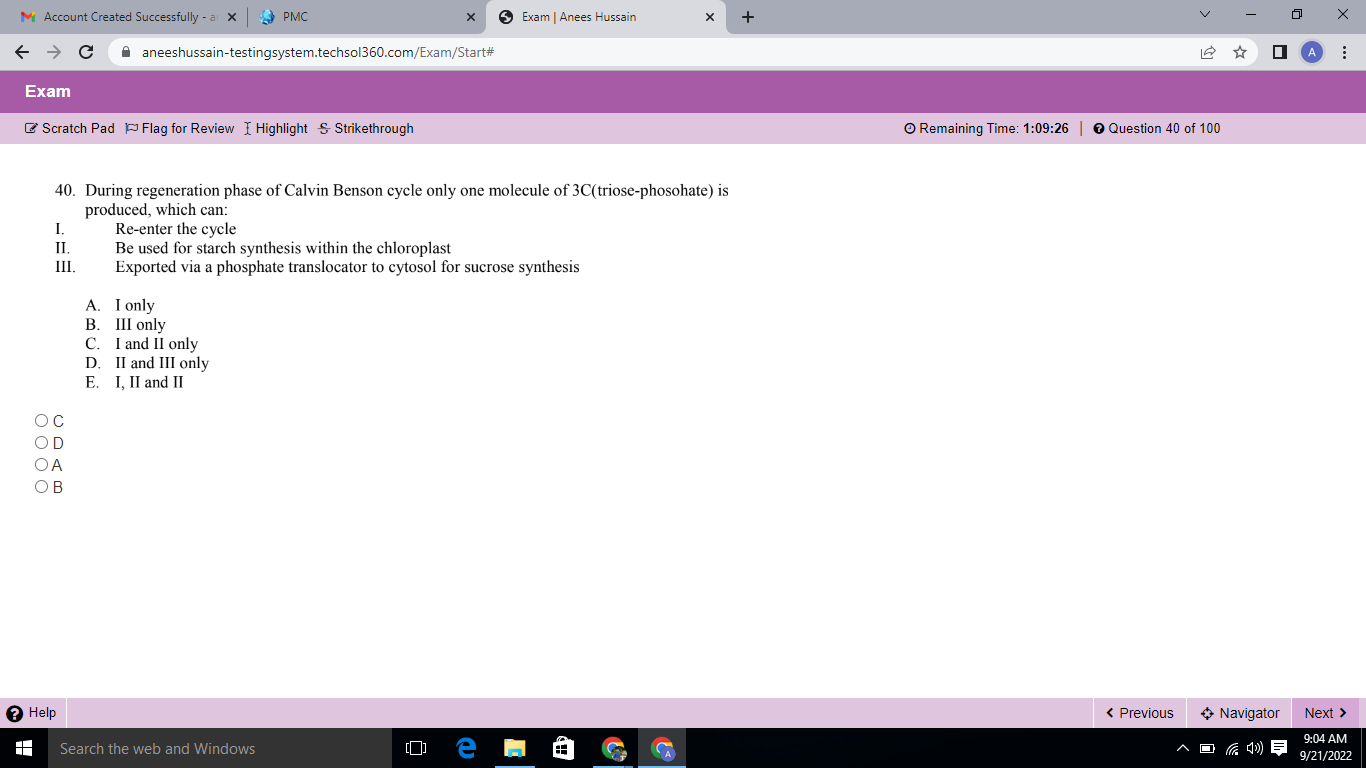 Account Created Successfully - a
PMC
Exam | Anees Hussain
aneeshussain-testingsystem.techsol360.com/Exam/Start#
A
Exam
Scratch Pad Flag for Review Highlight Strikethrough
Remaining Time: 1:09:26 | Question 40 of 100
40. During regeneration phase of Calvin Benson cycle only one molecule of 3C(triose-phosohate) is
produced, which can:
I. Re-enter the cycle
II. Be used for starch synthesis within the chloroplast
III. Exported via a phosphate translocator to cytosol for sucrose synthesis
A. I only
B. III only
C. I and II only
D. II and III only
E. I, II and II
C
D
A
B
Help
Previous Navigator Next
Search the web and Windows
A
9:04 AM
9/21/2022